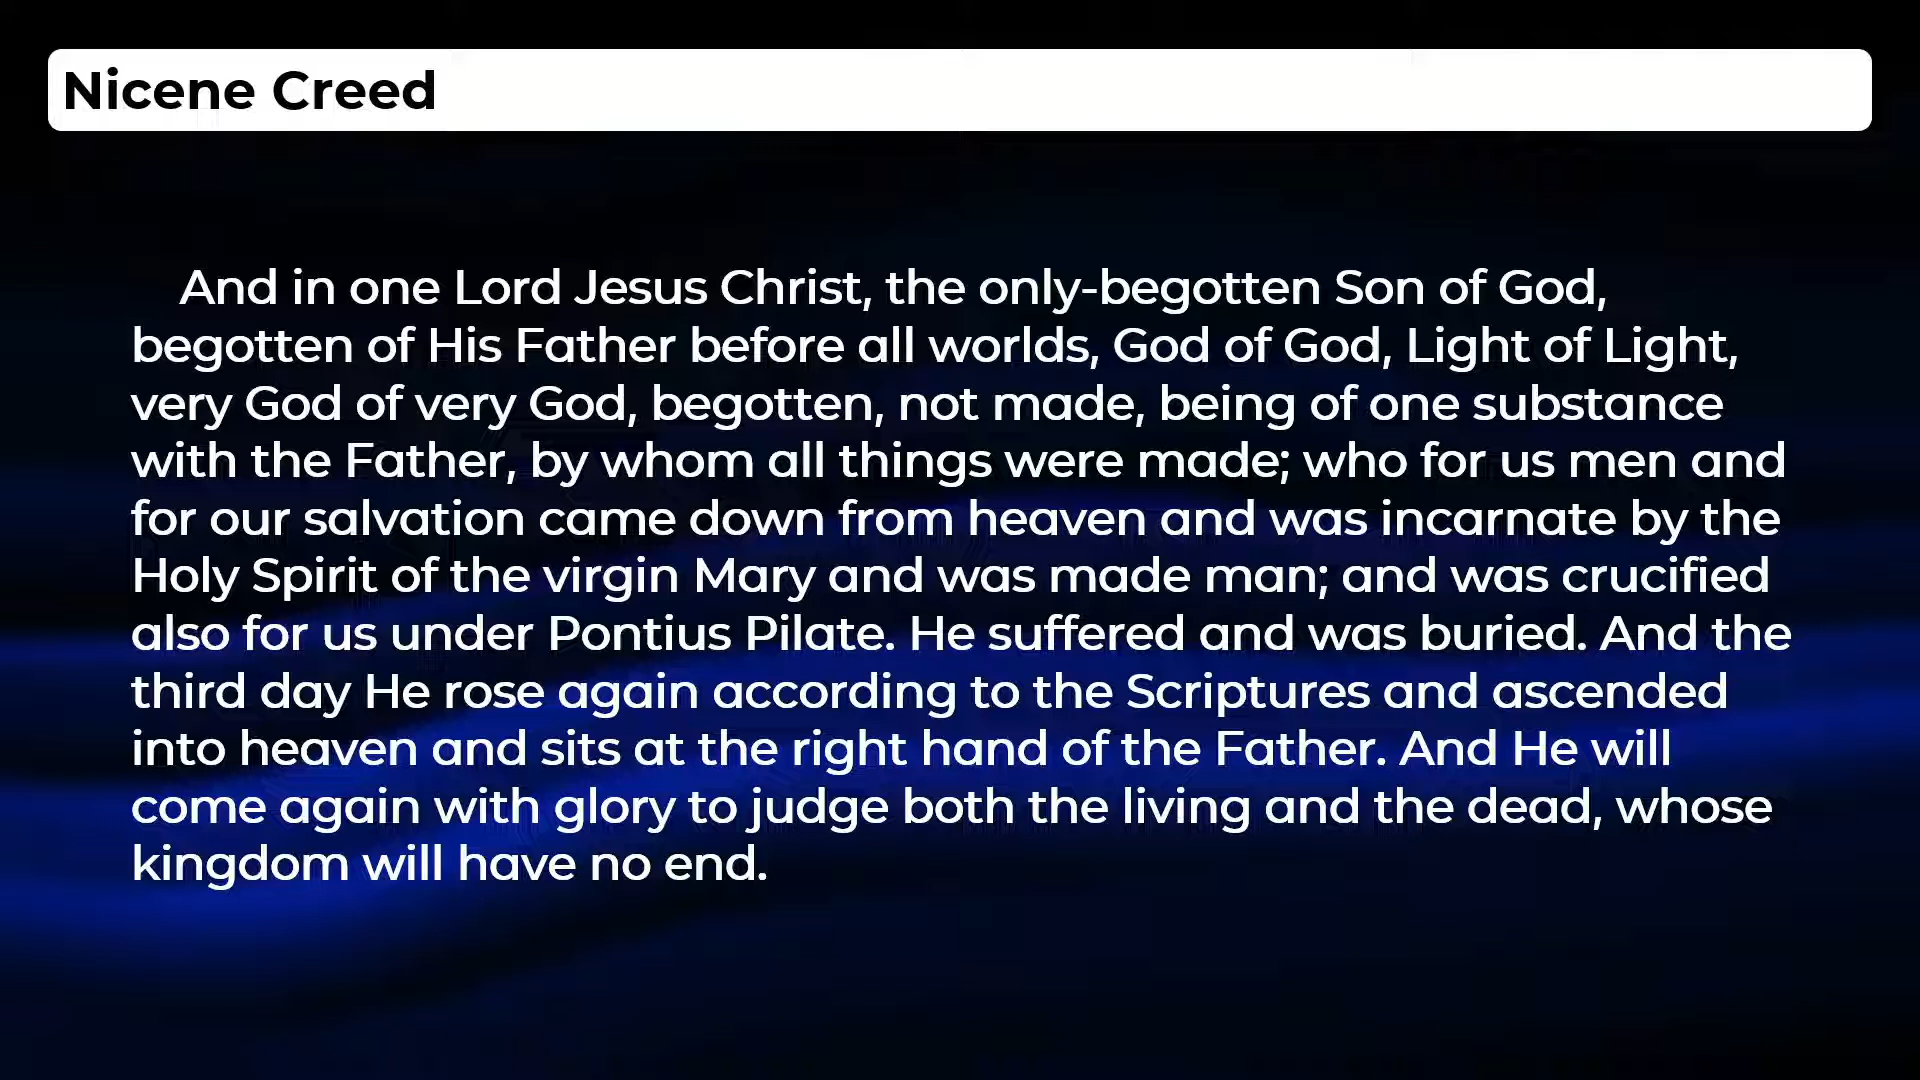 Nicene Creed
And in one Lord Jesus Christ, the only-begotten Son of God,
begotten of His Father before all worlds, God of God, Light of Light,
very God of very God, begotten, not made, being of one substance
with the Father, by whom all things were made; who for us men and
for our salvation came down from heaven and was incarnate by the
Holy Spirit of the virgin Mary and was made man; and was crucified
also for us under Pontius Pilate. He suffered and was buried. And the
third day He rose again according to the Scriptures and ascended
into heaven and sits at the right hand of the Father. And He will
come again with glory to judge both the living and the dead, whose
kingdom will have no end.